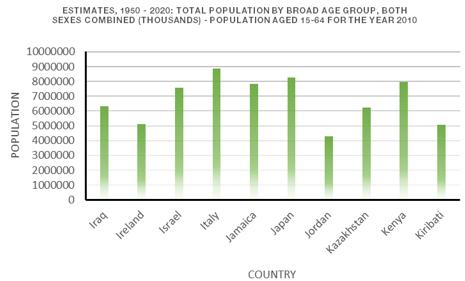 ESTIMATES, 1950 - 2020: TOTAL POPULATION BY BROAD AGE GROUP, BOTH
SEXES COMBINED (THOUSANDS) - POPULATION AGED 15-64 FOR THE YEAR 2010
10000000
9000000
8000000
7000000
6000000
5000000
4000000
3000000
2000000
1000000
0
POPULATION
Iraq
Ireland
Israel
Italy
Jamaica
Japan
Jordan
Kazakhstan
Kenya
Kiribati
COUNTRY